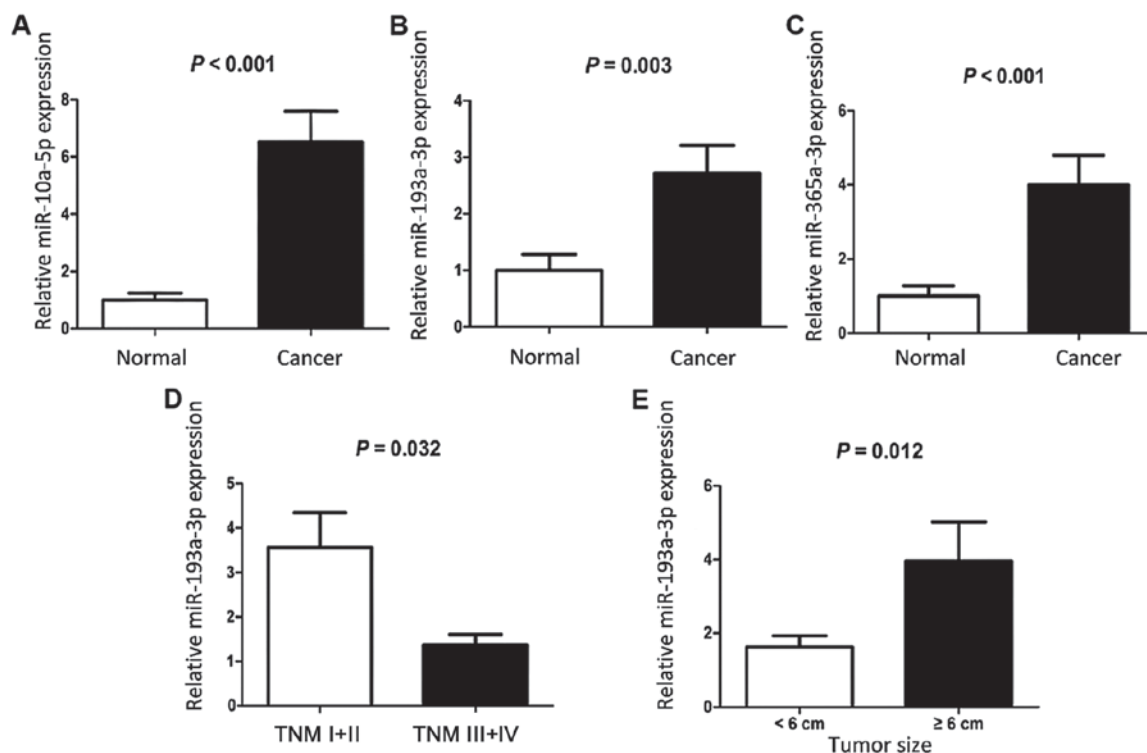 A
P < 0.001
Relative miR-10a-5p expression
8
6
4
2
0
Normal Cancer
B
P = 0.003
Relative miR-193a-3p expression
4
3
2
1
0
Normal Cancer
C
P < 0.001
Relative miR-365a-3p expression
6
4
2
0
Normal Cancer
D
P = 0.032
Relative miR-193a-3p expression
5
4
3
2
1
0
TNM I+II TNM III+IV
E
P = 0.012
Relative miR-193a-3p expression
6
4
2
0
< 6 cm ≥ 6 cm
Tumor size